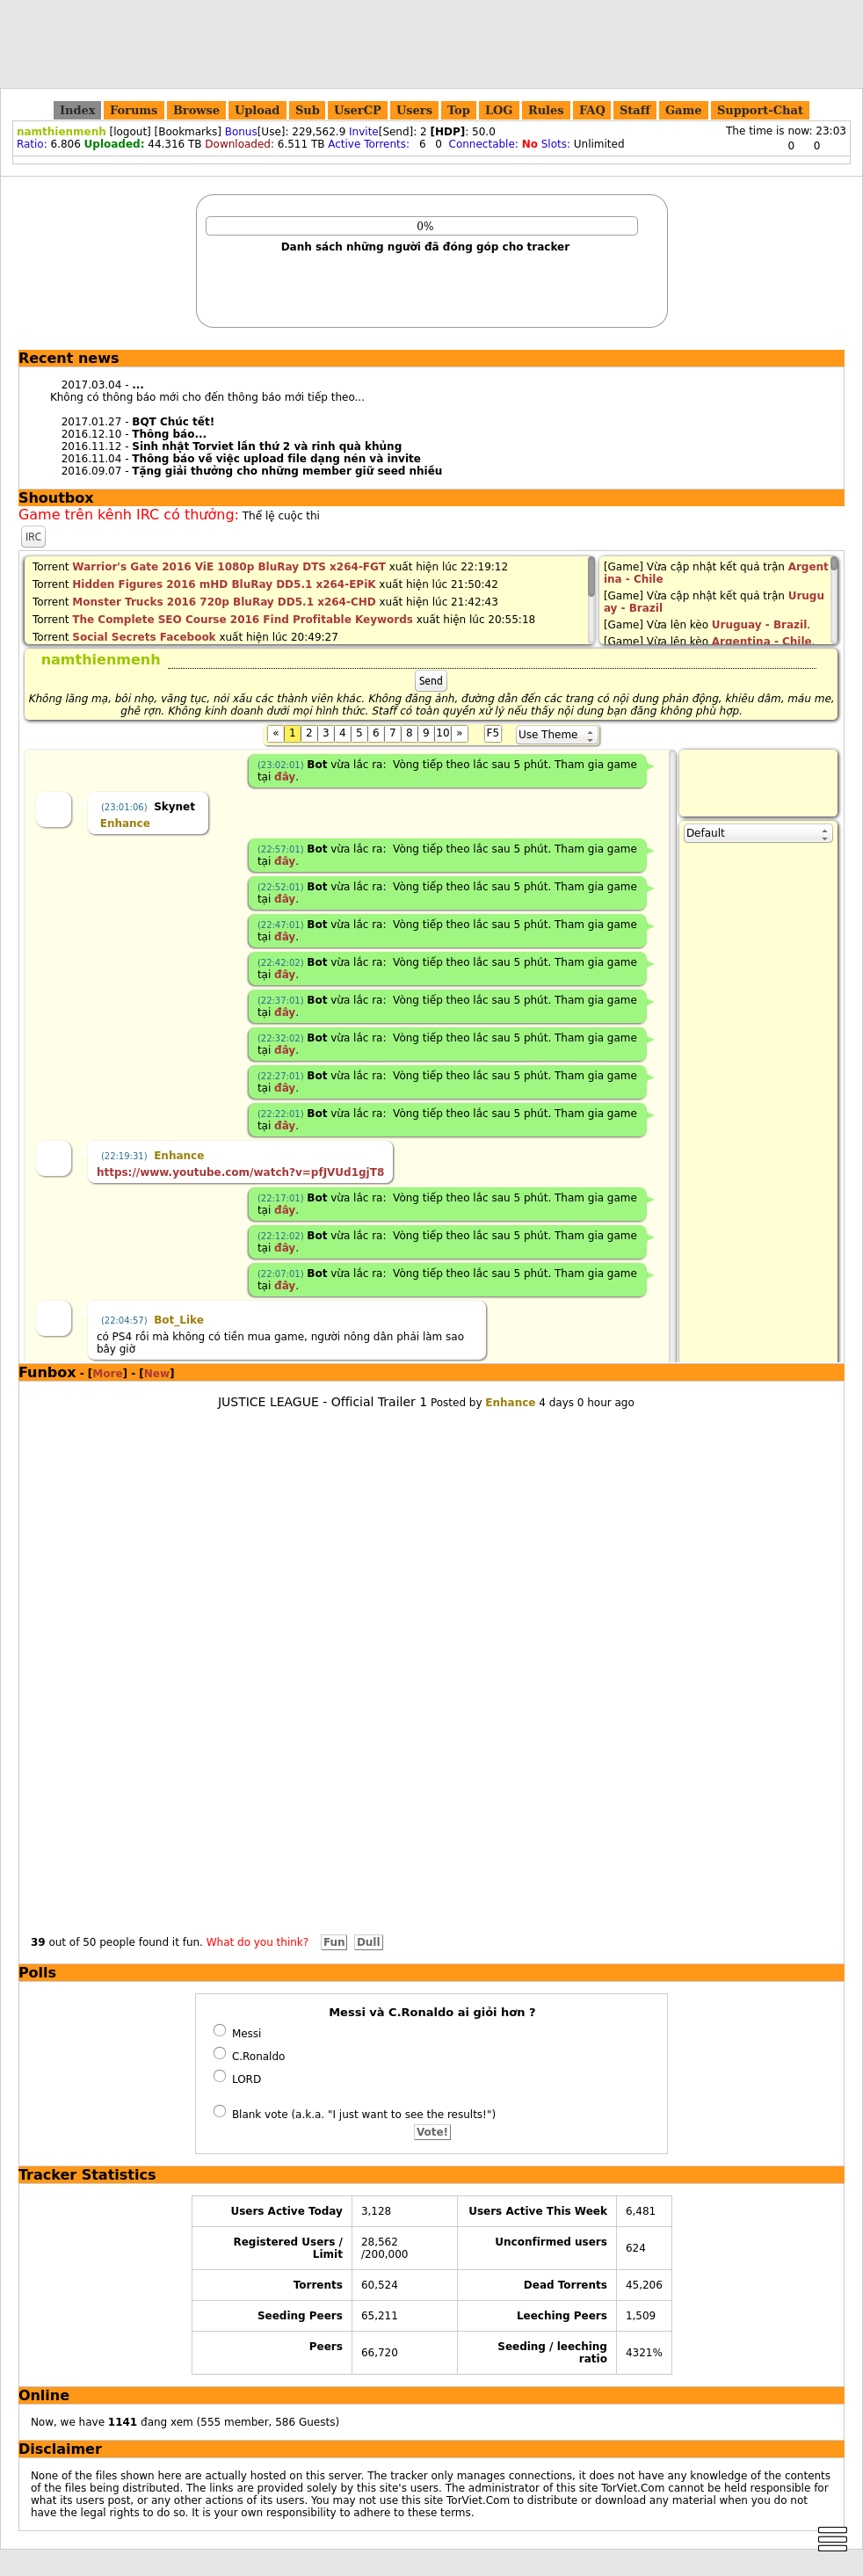 Index Forums Browse Upload Sub UserCP Users Top LOG Rules FAQ Staff Game Support-Chat
namthienmenh [logout] [Bookmarks] Bonus[Use]: 229,562.9 Invite[Send]: 2 [HDP]: 50.0
The time is now: 23:03
Ratio: 6.806 Uploaded: 44.316 TB Downloaded: 6.511 TB Active Torrents: 6 0 Connectable: No Slots: Unlimited
0 0
0%
Danh sách những người đã đóng góp cho tracker
Recent news
2017.03.04 - ...
Không có thông báo mới cho đến thông báo mới tiếp theo...
2017.01.27 - BQT Chúc tết!
2016.12.10 - Thông báo...
2016.11.12 - Sinh nhật Torviet lần thứ 2 và rinh quà khủng
2016.11.04 - Thông báo về việc upload file dạng nén và invite
2016.09.07 - Tặng giải thưởng cho những member giữ seed nhiều
Shoutbox
Game trên kênh IRC có thưởng: Thể lệ cuộc thi
IRC
Torrent Warrior's Gate 2016 ViE 1080p BluRay DTS x264-FGT xuất hiện lúc 22:19:12
Torrent Hidden Figures 2016 mHD BluRay DD5.1 x264-EPiK xuất hiện lúc 21:50:42
Torrent Monster Trucks 2016 720p BluRay DD5.1 x264-CHD xuất hiện lúc 21:42:43
Torrent The Complete SEO Course 2016 Find Profitable Keywords xuất hiện lúc 20:55:18
Torrent Social Secrets Facebook xuất hiện lúc 20:49:27
[Game] Vừa cập nhật kết quả trận Argent
ina - Chile
[Game] Vừa cập nhật kết quả trận Urugu
ay - Brazil
[Game] Vừa lên kèo Uruguay - Brazil.
[Game] Vừa lên kèo Argentina - Chile.
namthienmenh
Send
Không lăng mạ, bôi nhọ, văng tục, nói xấu các thành viên khác. Không đăng ảnh, đường dẫn đến các trang có nội dung phản động, khiêu dâm, máu me,
ghê rợn. Không kinh doanh dưới mọi hình thức. Staff có toàn quyền xử lý nếu thấy nội dung bạn đăng không phù hợp.
« 1 2 3 4 5 6 7 8 9 10 » F5 Use Theme
(23:02:01) Bot vừa lắc ra: Vòng tiếp theo lắc sau 5 phút. Tham gia game
tại đây.
Default
(23:01:06) Skynet
Enhance
(22:57:01) Bot vừa lắc ra: Vòng tiếp theo lắc sau 5 phút. Tham gia game
tại đây.
(22:52:01) Bot vừa lắc ra: Vòng tiếp theo lắc sau 5 phút. Tham gia game
tại đây.
(22:47:01) Bot vừa lắc ra: Vòng tiếp theo lắc sau 5 phút. Tham gia game
tại đây.
(22:42:02) Bot vừa lắc ra: Vòng tiếp theo lắc sau 5 phút. Tham gia game
tại đây.
(22:37:01) Bot vừa lắc ra: Vòng tiếp theo lắc sau 5 phút. Tham gia game
tại đây.
(22:32:02) Bot vừa lắc ra: Vòng tiếp theo lắc sau 5 phút. Tham gia game
tại đây.
(22:27:01) Bot vừa lắc ra: Vòng tiếp theo lắc sau 5 phút. Tham gia game
tại đây.
(22:22:01) Bot vừa lắc ra: Vòng tiếp theo lắc sau 5 phút. Tham gia game
tại đây.
(22:19:31) Enhance
https://www.youtube.com/watch?v=pfJVUd1gjT8
(22:17:01) Bot vừa lắc ra: Vòng tiếp theo lắc sau 5 phút. Tham gia game
tại đây.
(22:12:02) Bot vừa lắc ra: Vòng tiếp theo lắc sau 5 phút. Tham gia game
tại đây.
(22:07:01) Bot vừa lắc ra: Vòng tiếp theo lắc sau 5 phút. Tham gia game
tại đây.
(22:04:57) Bot_Like
có PS4 rồi mà không có tiền mua game, người nông dân phải làm sao
bây giờ
Funbox - [More] - [New]
JUSTICE LEAGUE - Official Trailer 1 Posted by Enhance 4 days 0 hour ago
39 out of 50 people found it fun. What do you think? Fun Dull
Polls
Messi và C.Ronaldo ai giỏi hơn ?
Messi
C.Ronaldo
LORD
Blank vote (a.k.a. "I just want to see the results!")
Vote!
Tracker Statistics
Users Active Today 3,128 Users Active This Week 6,481
Registered Users /
Limit 28,562
/200,000 Unconfirmed users 624
Torrents 60,524 Dead Torrents 45,206
Seeding Peers 65,211 Leeching Peers 1,509
Peers 66,720 Seeding / leeching
ratio 4321%
Online
Now, we have 1141 đang xem (555 member, 586 Guests)
Disclaimer
None of the files shown here are actually hosted on this server. The tracker only manages connections, it does not have any knowledge of the contents
of the files being distributed. The links are provided solely by this site's users. The administrator of this site TorViet.Com cannot be held responsible for
what its users post, or any other actions of its users. You may not use this site TorViet.Com to distribute or download any material when you do not
have the legal rights to do so. It is your own responsibility to adhere to these terms.